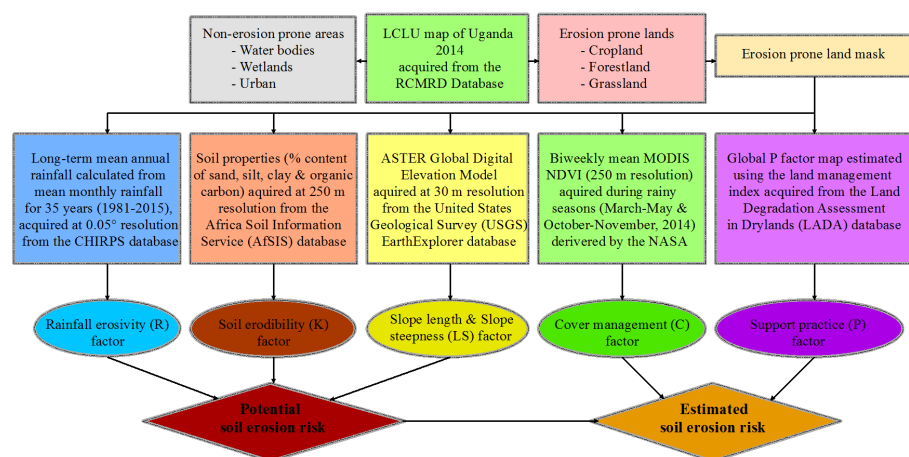 Non-erosion prone areas
- Water bodies
- Wetlands
- Urban
LCLU map of Uganda
2014
acquired from the
RCMRD Database
Erosion prone lands
- Cropland
- Forestland
- Grassland
Erosion prone land mask
Long-term mean annual
rainfall calculated from
mean monthly rainfall
for 35 years (1981-2015),
acquired at 0.05° resolution
from the CHIRPS database
Soil properties (% content
of sand, silt, clay & organic
carbon) aquired at 250 m
resolution from the
Africa Soil Information
Service (AfSIS) database
ASTER Global Digital
Elevation Model
aquired at 30 m resolution
from the United States
Geological Survey (USGS)
EarthExplorer database
Biweekly mean MODIS
NDVI (250 m resolution)
aquired during rainy
seasons (March-May &
October-November, 2014)
derived by the NASA
Global P factor map estimated
using the land management
index acquired from the Land
Degradation Assessment
in Drylands (LADA) database
Rainfall erosivity (R)
factor
Soil erodibility (K)
factor
Slope length & Slope
steepness (LS) factor
Cover management (C)
factor
Support practice (P)
factor
Potential
soil erosion risk
Estimated
soil erosion risk